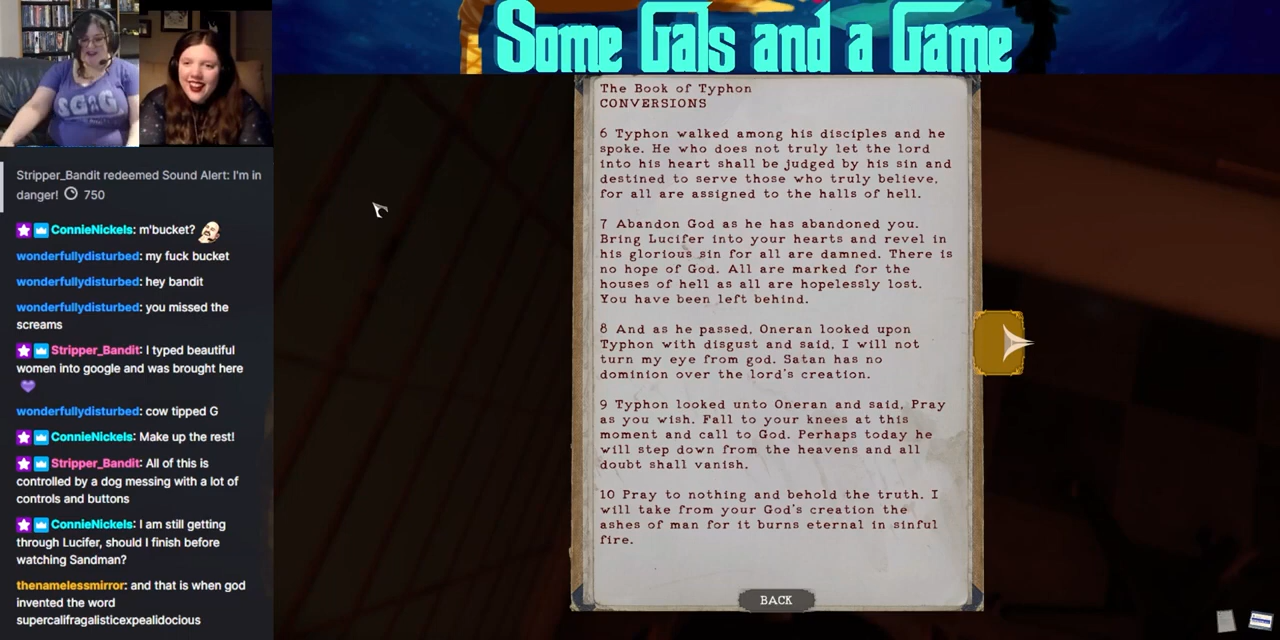 Some Gals and a Game
SGAG
Stripper_Bandit redeemed Sound Alert: I'm in
danger! 750
ConnieNickels: m'bucket?
wonderfullydisturbed: my fuck bucket
wonderfullydisturbed: hey bandit
wonderfullydisturbed: you missed the
screams
Stripper_Bandit: I typed beautiful
women into google and was brought here
wonderfullydisturbed: cow tipped G
ConnieNickels: Make up the rest!
Stripper_Bandit: All of this is
controlled by a dog messing with a lot of
controls and buttons
ConnieNickels: I am still getting
through Lucifer, should I finish before
watching Sandman?
thenamelessmirror: and that is when god
invented the word
supercalifragalisticexpealidocious
The Book of Typhon
CONVERSIONS
6 Typhon walked among his disciples and he
spoke. He who does not truly let the lord
into his heart shall be judged by his sin and
destined to serve those who truly believe,
for all are assigned to the halls of hell.
7 Abandon God as he has abandoned you.
Bring Lucifer into your hearts and revel in
his glorious sin for all are damned. There is
no hope of God. All are marked for the
houses of hell as all are hopelessly lost.
You have been left behind.
8 And as he passed, Oneran looked upon
Typhon with disgust and said, I will not
turn my eye from god. Satan has no
dominion over the lord's creation.
9 Typhon looked unto Oneran and said, Pray
as you wish. Fall to your knees at this
moment and call to God. Perhaps today he
will step down from the heavens and all
doubt shall vanish.
10 Pray to nothing and behold the truth. I
will take from your God's creation the
ashes of man for it burns eternal in sinful
fire.
BACK